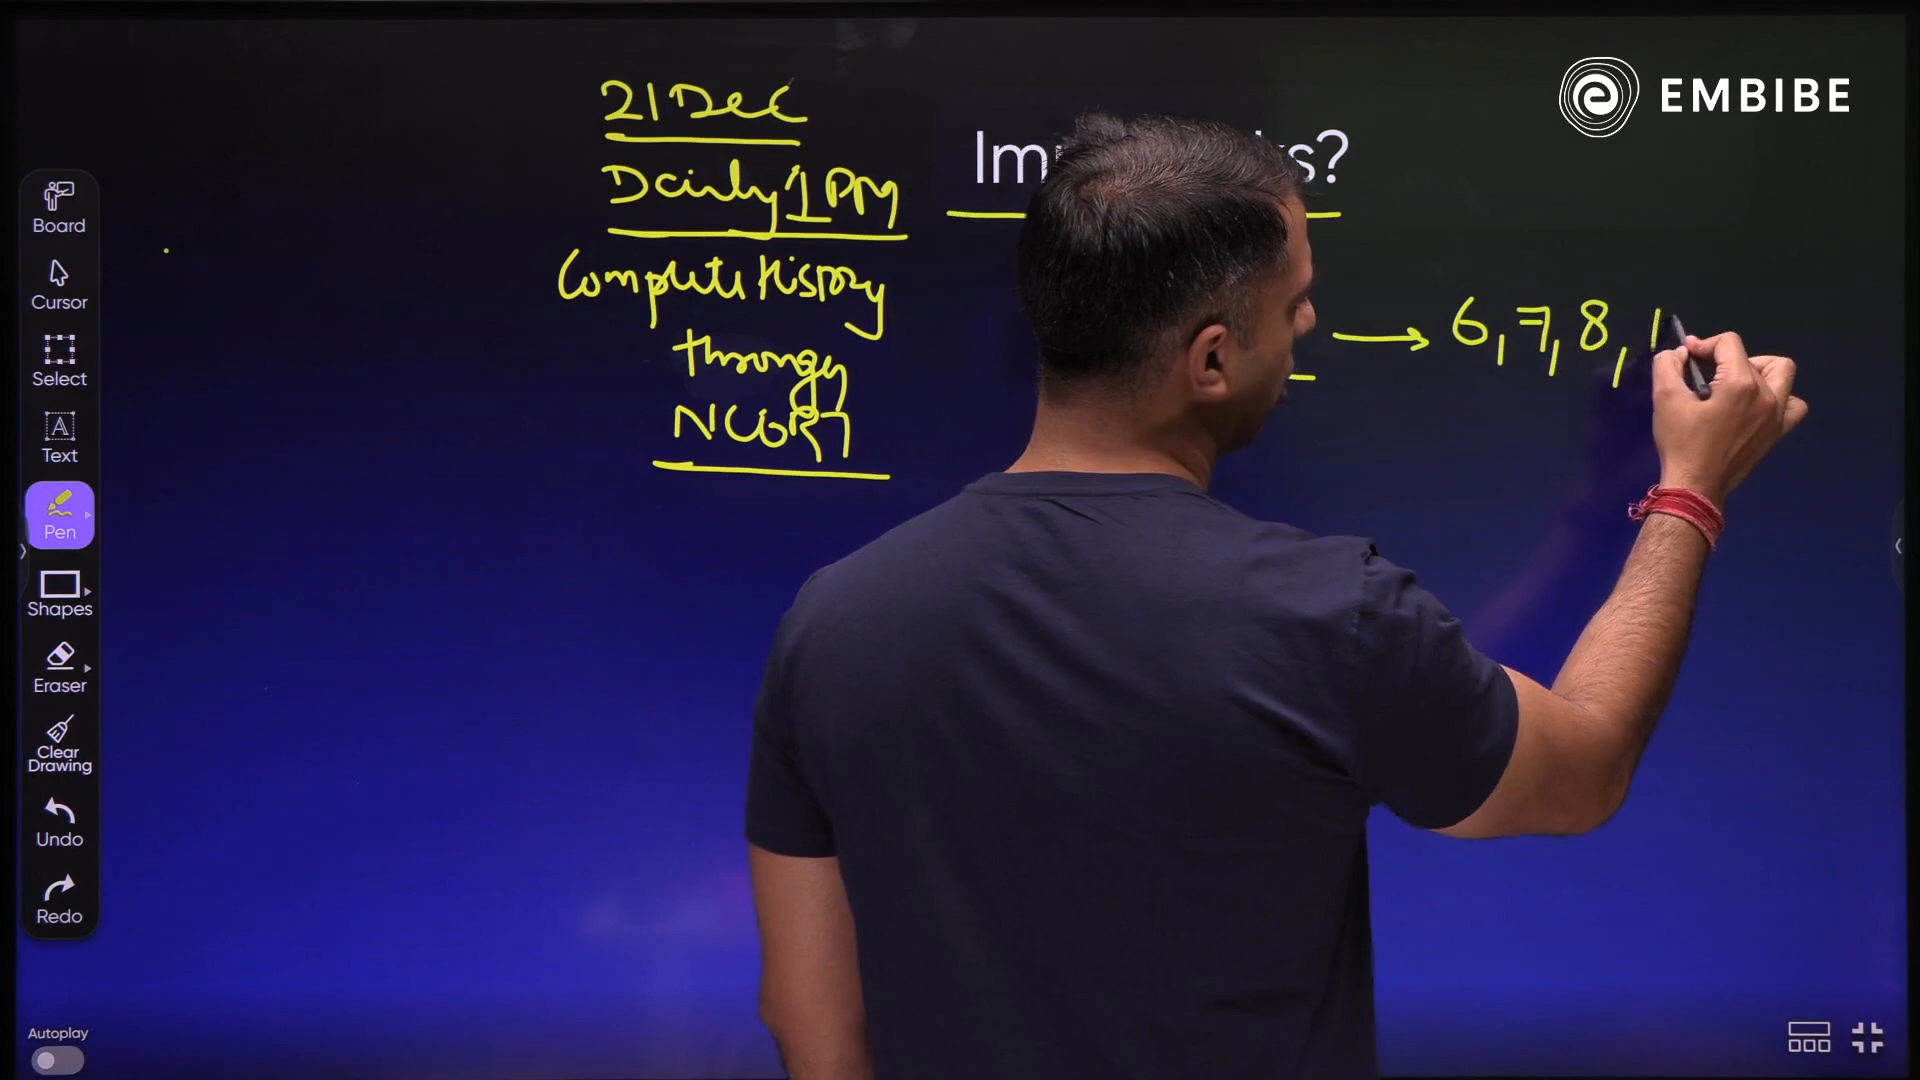 EMBIBE
21 Dec
Daily 1 PM
Complete History
through
NCERT
→ 6, 7, 8, 1
Board
Cursor
Select
A
Text
Pen
Shapes
Eraser
Clear
Drawing
Undo
Redo
Autoplay